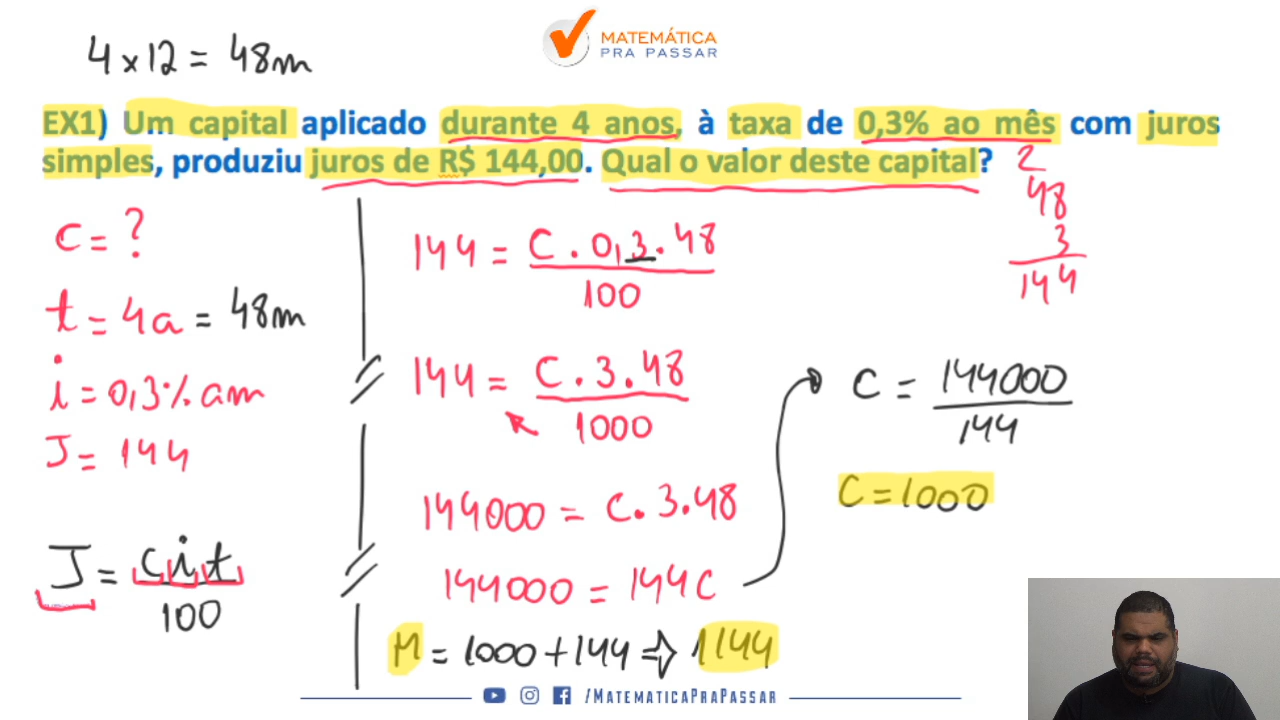 4 x 12 = 48m
MATEMÁTICA
PRA PASSAR
EX1) Um capital aplicado durante 4 anos, à taxa de 0,3% ao mês com juros
simples, produziu juros de R$ 144,00. Qual o valor deste capital?
2
48
3
144
C = ?
t = 4a = 48m
i = 0,3% am
J = 144
J = cit
100
144 = C . 0,3 . 48
100
144 = C . 3 . 48
1000
144000 = C . 3 . 48
144000 = 144C
M = 1000 + 144 ⇒ 1144
C = 144000
144
C = 1000
/MatematicaPraPassar